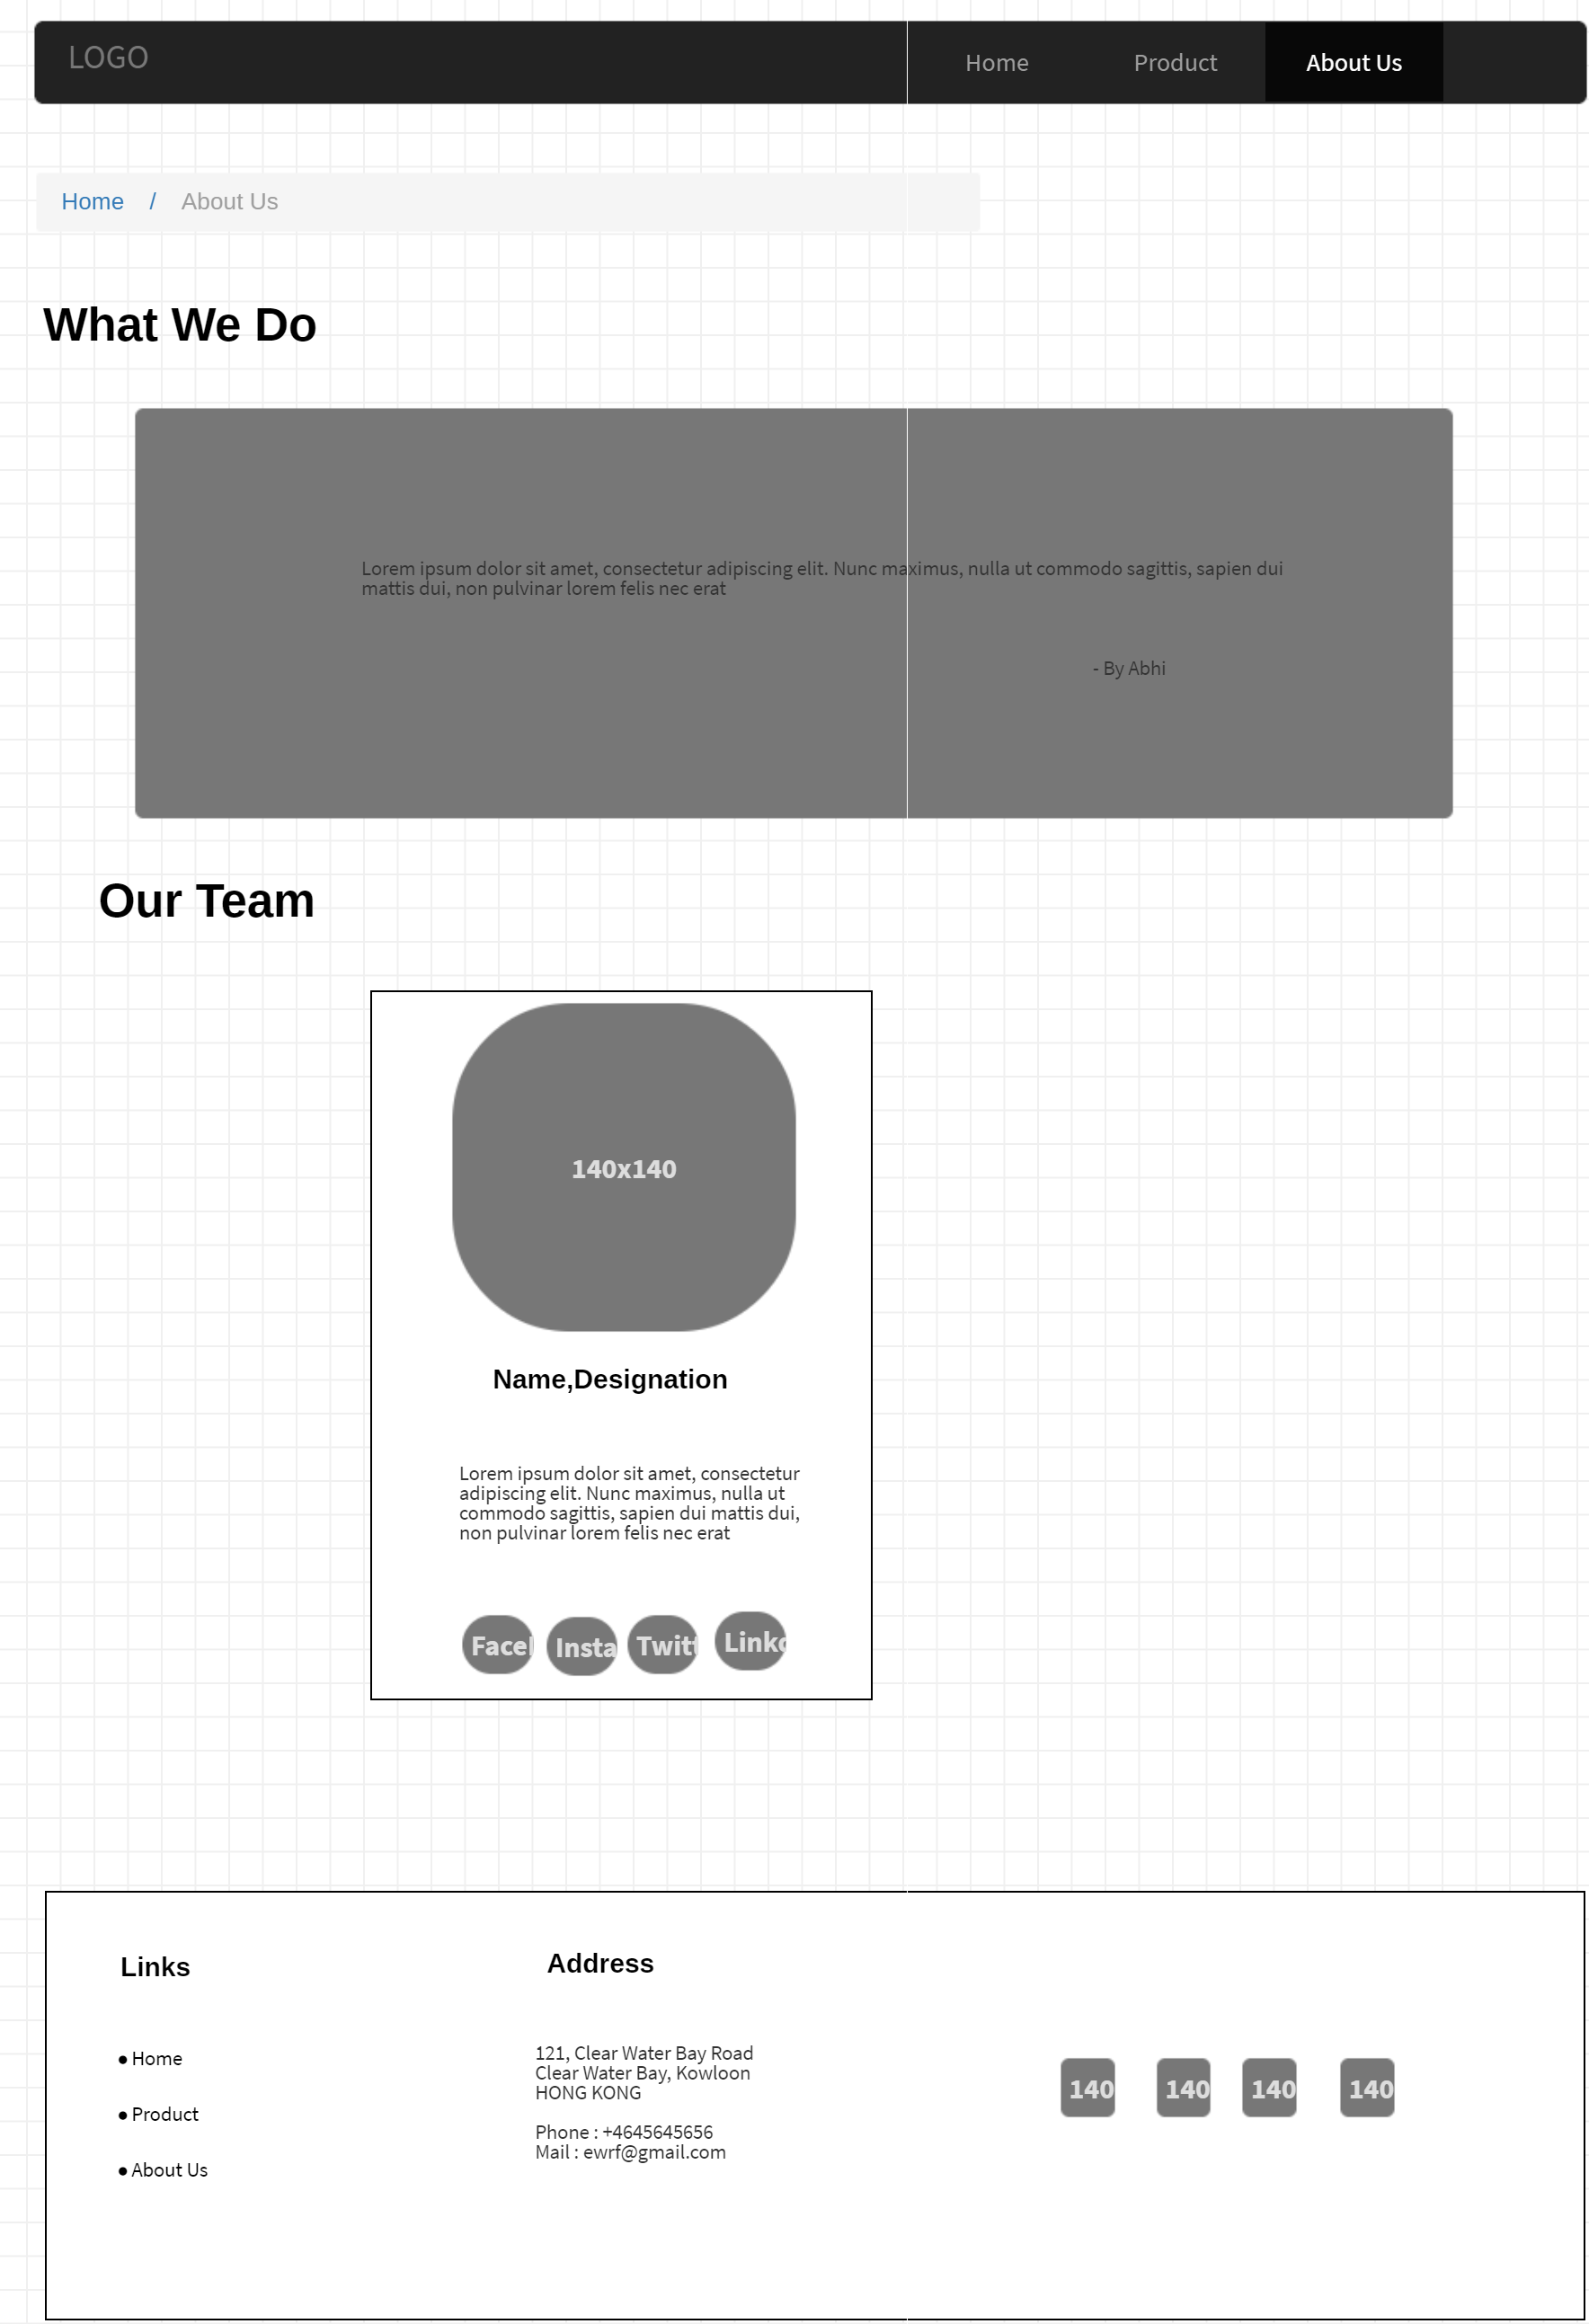 LOGO
Home
Product
About Us
Home / About Us
What We Do
Lorem ipsum dolor sit amet, consectetur adipiscing elit. Nunc maximus, nulla ut commodo sagittis, sapien dui
mattis dui, non pulvinar lorem felis nec erat
- By Abhi
Our Team
140x140
Name,Designation
Lorem ipsum dolor sit amet, consectetur
adipiscing elit. Nunc maximus, nulla ut
commodo sagittis, sapien dui mattis dui,
non pulvinar lorem felis nec erat
Insta
Links
● Home
● Product
● About Us
Address
121, Clear Water Bay Road
Clear Water Bay, Kowloon
HONG KONG
Phone : +4645645656
Mail : ewrf@gmail.com
140
140
140
140